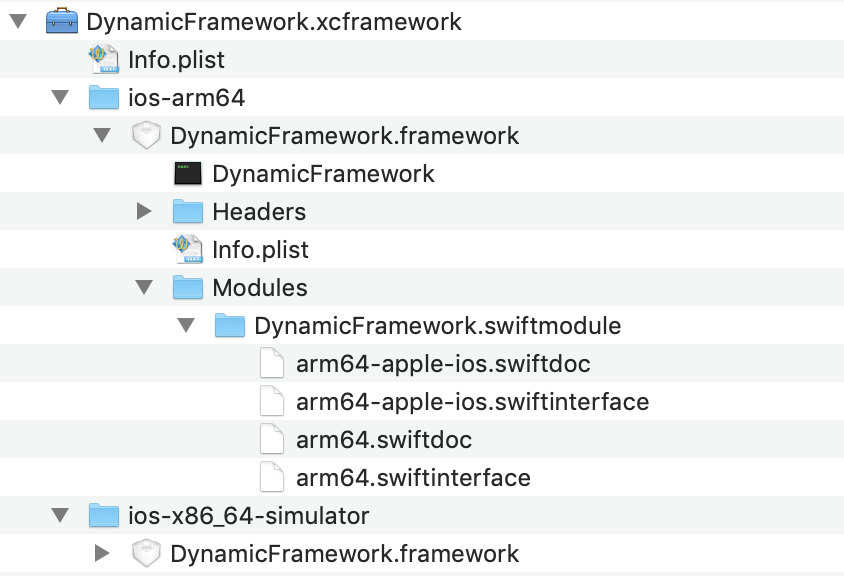 DynamicFramework.xcframework
Info.plist
ios-arm64
DynamicFramework.framework
DynamicFramework
Headers
Info.plist
Modules
DynamicFramework.swiftmodule
arm64-apple-ios.swiftdoc
arm64-apple-ios.swiftinterface
arm64.swiftdoc
arm64.swiftinterface
ios-x86_64-simulator
DynamicFramework.framework